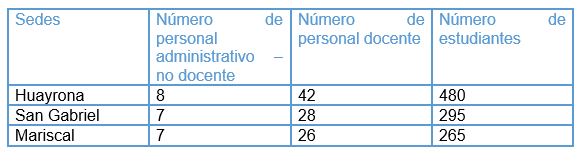 Sedes Número de Número de Número de
personal personal docente estudiantes
administrativo –
no docente
Huayrona 8 42 480
San Gabriel 7 28 295
Mariscal 7 26 265